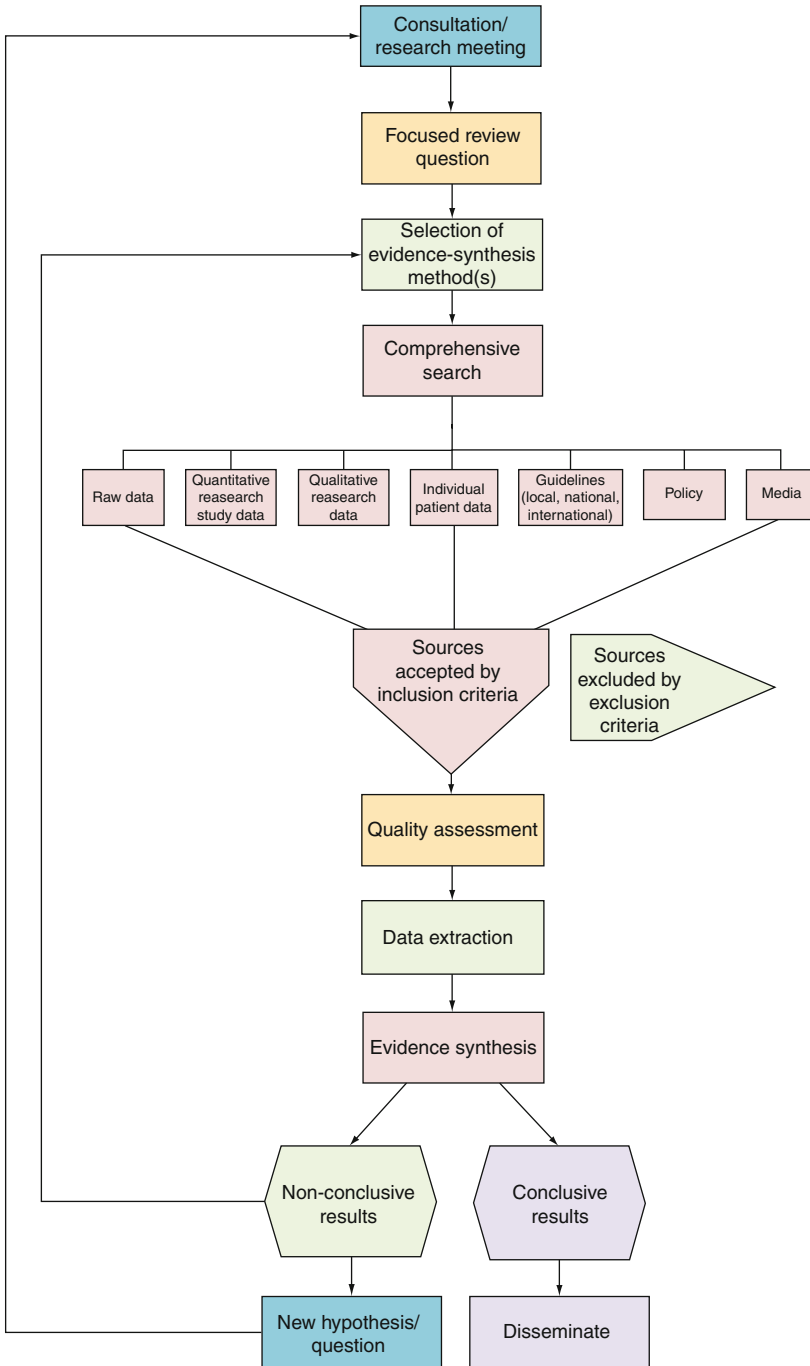 Consultation/
research meeting
Focused review
question
Selection of
evidence-synthesis
method(s)
Comprehensive
search
Raw data
Quantitative
reasearch
study data
Qualitative
reasearch
data
Individual
patient data
Guidelines
(local, national,
international)
Policy
Media
Sources
accepted by
inclusion criteria
Sources
excluded by
exclusion
criteria
Quality assessment
Data extraction
Evidence synthesis
Non-conclusive
results
Conclusive
results
New hypothesis/
question
Disseminate